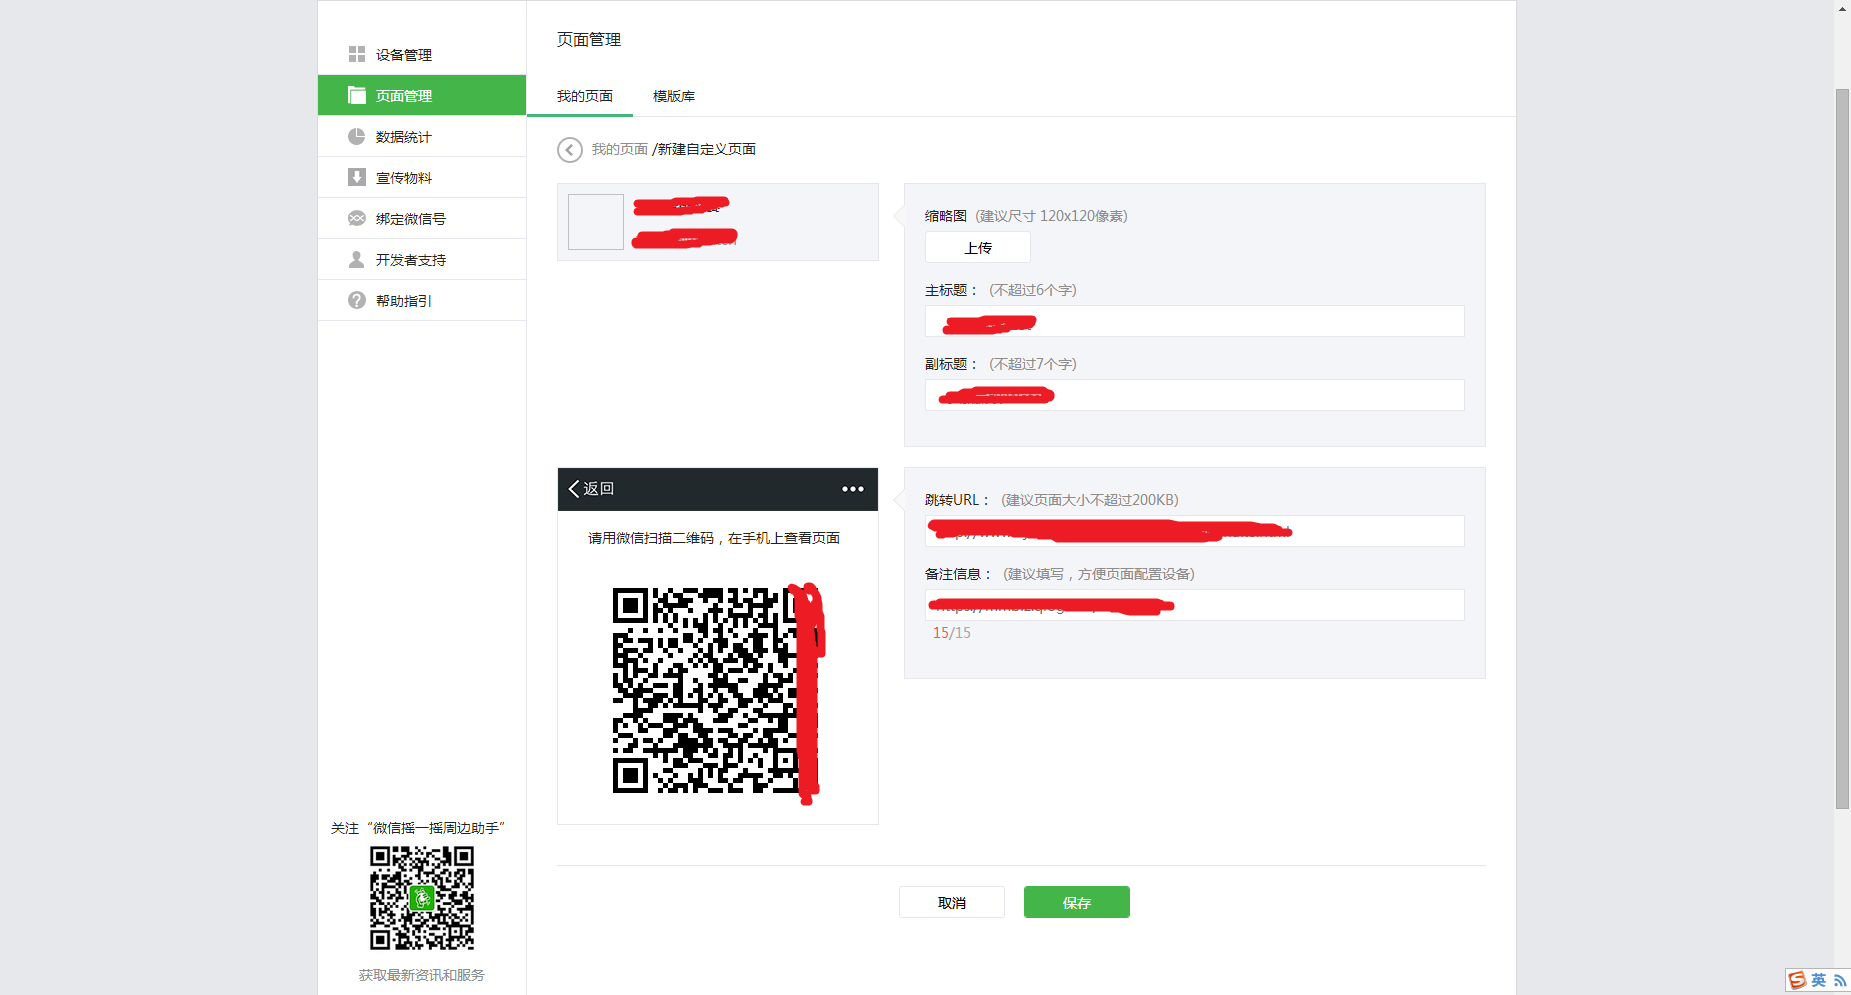 设备管理
页面管理
数据统计
宣传物料
绑定微信号
开发者支持
帮助指引
关注“微信摇一摇周边助手”
获取最新资讯和服务
页面管理
我的页面 模版库
我的页面 /新建自定义页面
缩略图 (建议尺寸 120x120像素)
上传
主标题： (不超过6个字)
副标题： (不超过7个字)
返回
请用微信扫描二维码，在手机上查看页面
跳转URL： (建议页面大小不超过200KB)
备注信息： (建议填写，方便页面配置设备)
15/15
取消 保存
英